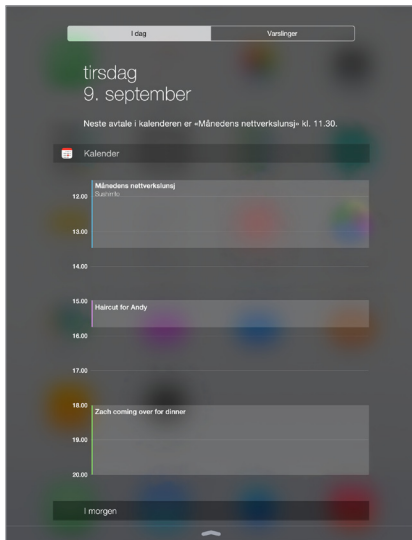 I dag
Varslinger
tirsdag
9. september
Neste avtale i kalenderen er «Månedens nettverkslunsj» kl. 11.30.
Kalender
Månedens nettverkslunsj
12.00
13.00
14.00
15.00
Haircut for Andy
16.00
17.00
18.00
Zach coming over for dinner
19.00
20.00
I morgen